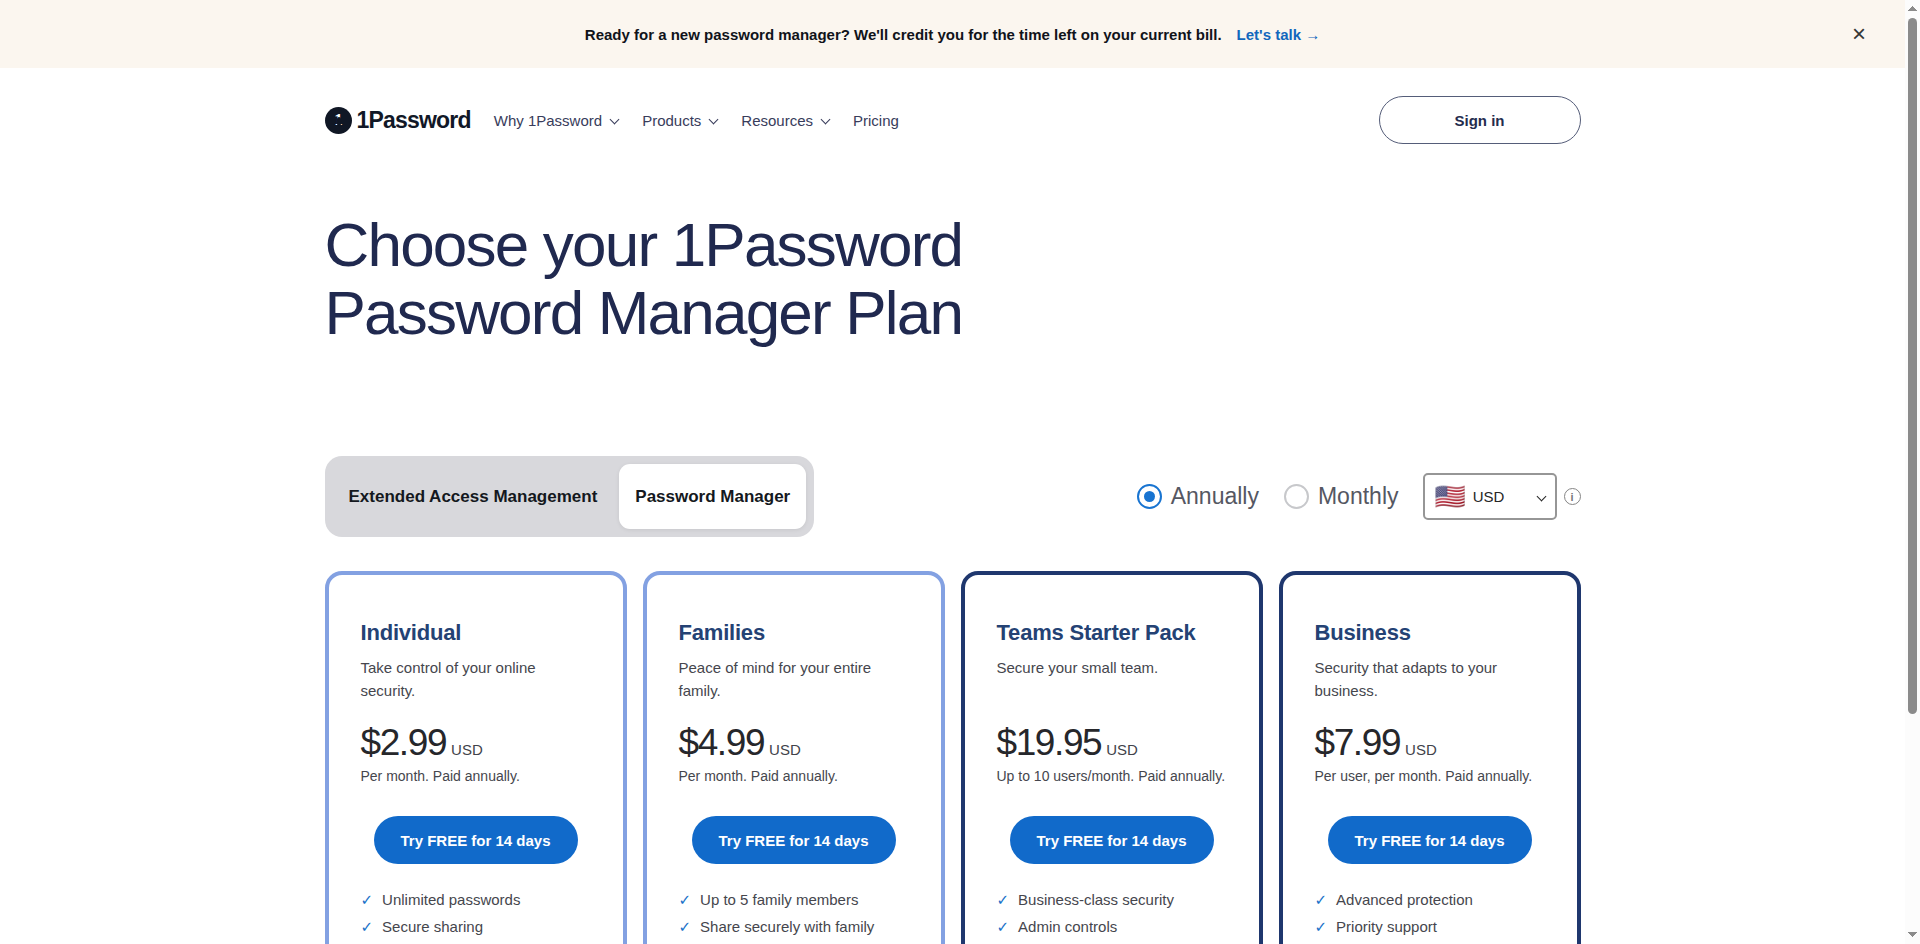 Ready for a new password manager? We'll credit you for the time left on your current bill. Let's talk →
1Password
Why 1Password
Products
Resources
Pricing
Sign in
Choose your 1Password
Password Manager Plan
Extended Access Management
Password Manager
Annually
Monthly
USD
Individual
Take control of your online
security.
$2.99 USD
Per month. Paid annually.
Try FREE for 14 days
✓ Unlimited passwords
✓ Secure sharing
Families
Peace of mind for your entire
family.
$4.99 USD
Per month. Paid annually.
Try FREE for 14 days
✓ Up to 5 family members
✓ Share securely with family
Teams Starter Pack
Secure your small team.
$19.95 USD
Up to 10 users/month. Paid annually.
Try FREE for 14 days
✓ Business-class security
✓ Admin controls
Business
Security that adapts to your
business.
$7.99 USD
Per user, per month. Paid annually.
Try FREE for 14 days
✓ Advanced protection
✓ Priority support